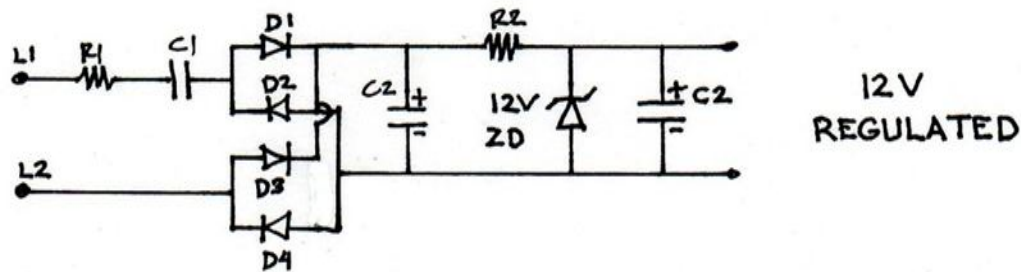 L1
R1
C1
D1
D2
L2
D3
D4
C2
+
-
R2
12V
ZD
+
-
C2
12V
REGULATED